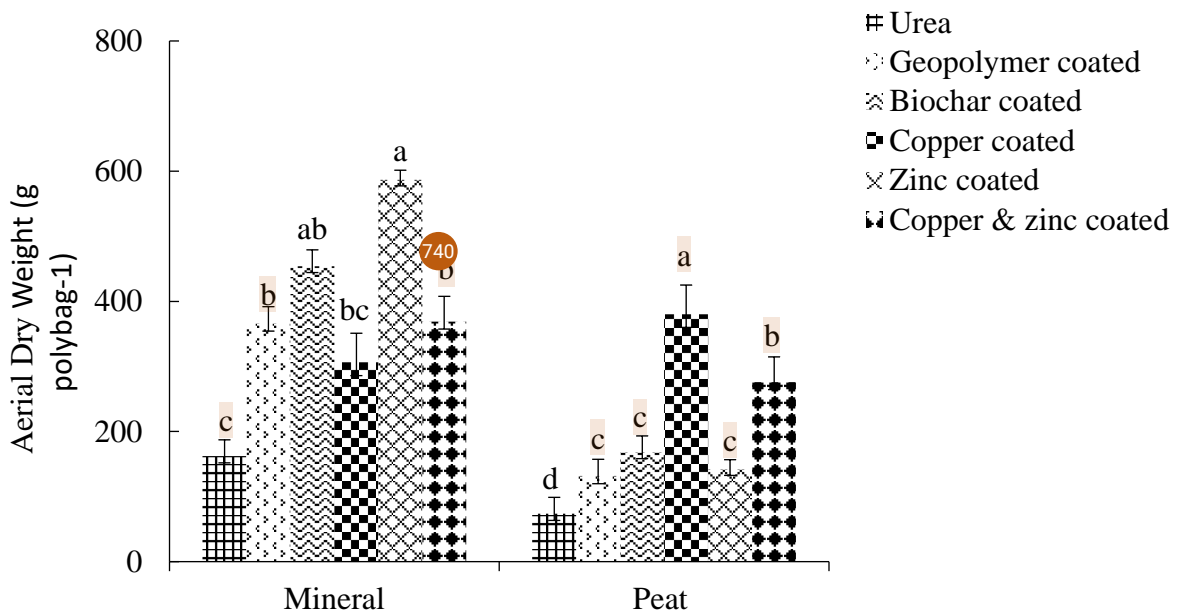 800
600
400
200
0
Aerial Dry Weight (g
polybag-1)
c
b
ab
bc
a
b
740
d
c
c
a
c
b
Mineral
Peat
Urea
Geopolymer coated
Biochar coated
Copper coated
Zinc coated
Copper & zinc coated